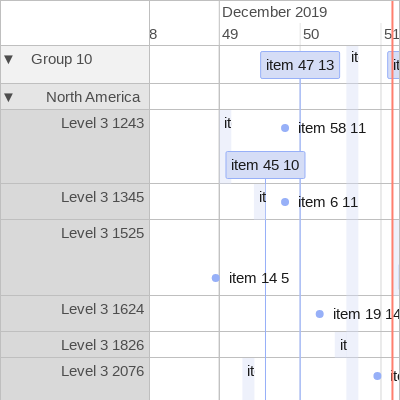 December 2019
8 49 50 51
▼ Group 10 item 47 13 it it
▼ North America
Level 3 1243 it item 58 11
item 45 10
Level 3 1345 it item 6 11
Level 3 1525
item 14 5
Level 3 1624 item 19 14
Level 3 1826 it
Level 3 2076 it ite